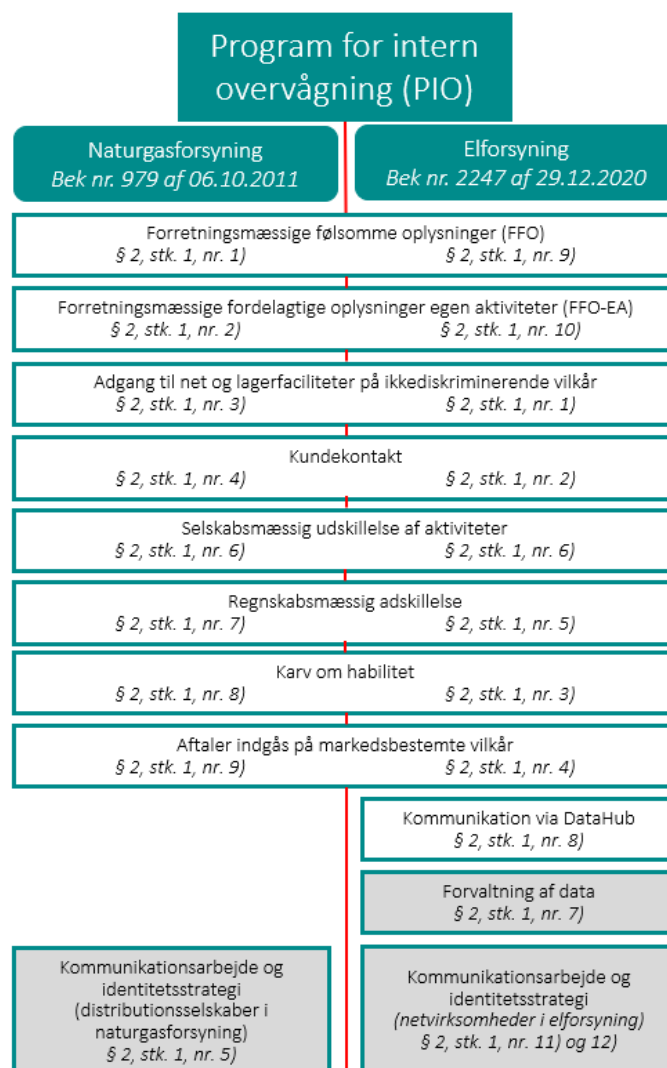 Program for intern
overvågning (PIO)
Naturgasforsyning
Bek nr. 979 af 06.10.2011
Elforsyning
Bek nr. 2247 af 29.12.2020
Forretningsmæssige følsomme oplysninger (FFO)
§ 2, stk. 1, nr. 1) § 2, stk. 1, nr. 9)
Forretningsmæssige fordelagtige oplysninger egen aktiviteter (FFO-EA)
§ 2, stk. 1, nr. 2) § 2, stk. 1, nr. 10)
Adgang til net og lagerfaciliteter på ikkediskriminerende vilkår
§ 2, stk. 1, nr. 3) § 2, stk. 1, nr. 1)
Kundekontakt
§ 2, stk. 1, nr. 4) § 2, stk. 1, nr. 2)
Selskabsmæssig udskillelse af aktiviteter
§ 2, stk. 1, nr. 6) § 2, stk. 1, nr. 6)
Regnskabsmæssig adskillelse
§ 2, stk. 1, nr. 7) § 2, stk. 1, nr. 5)
Karv om habilitet
§ 2, stk. 1, nr. 8) § 2, stk. 1, nr. 3)
Aftaler indgås på markedsbestemte vilkår
§ 2, stk. 1, nr. 9) § 2, stk. 1, nr. 4)
Kommunikation via DataHub
§ 2, stk. 1, nr. 8)
Forvaltning af data
§ 2, stk. 1, nr. 7)
Kommunikationsarbejde og
identitetsstrategi
(distributionsselskaber i
naturgasforsyning)
§ 2, stk. 1, nr. 5)
Kommunikationsarbejde og
identitetsstrategi
(netvirksomheder i elforsyning)
§ 2, stk. 1, nr. 11) og 12)